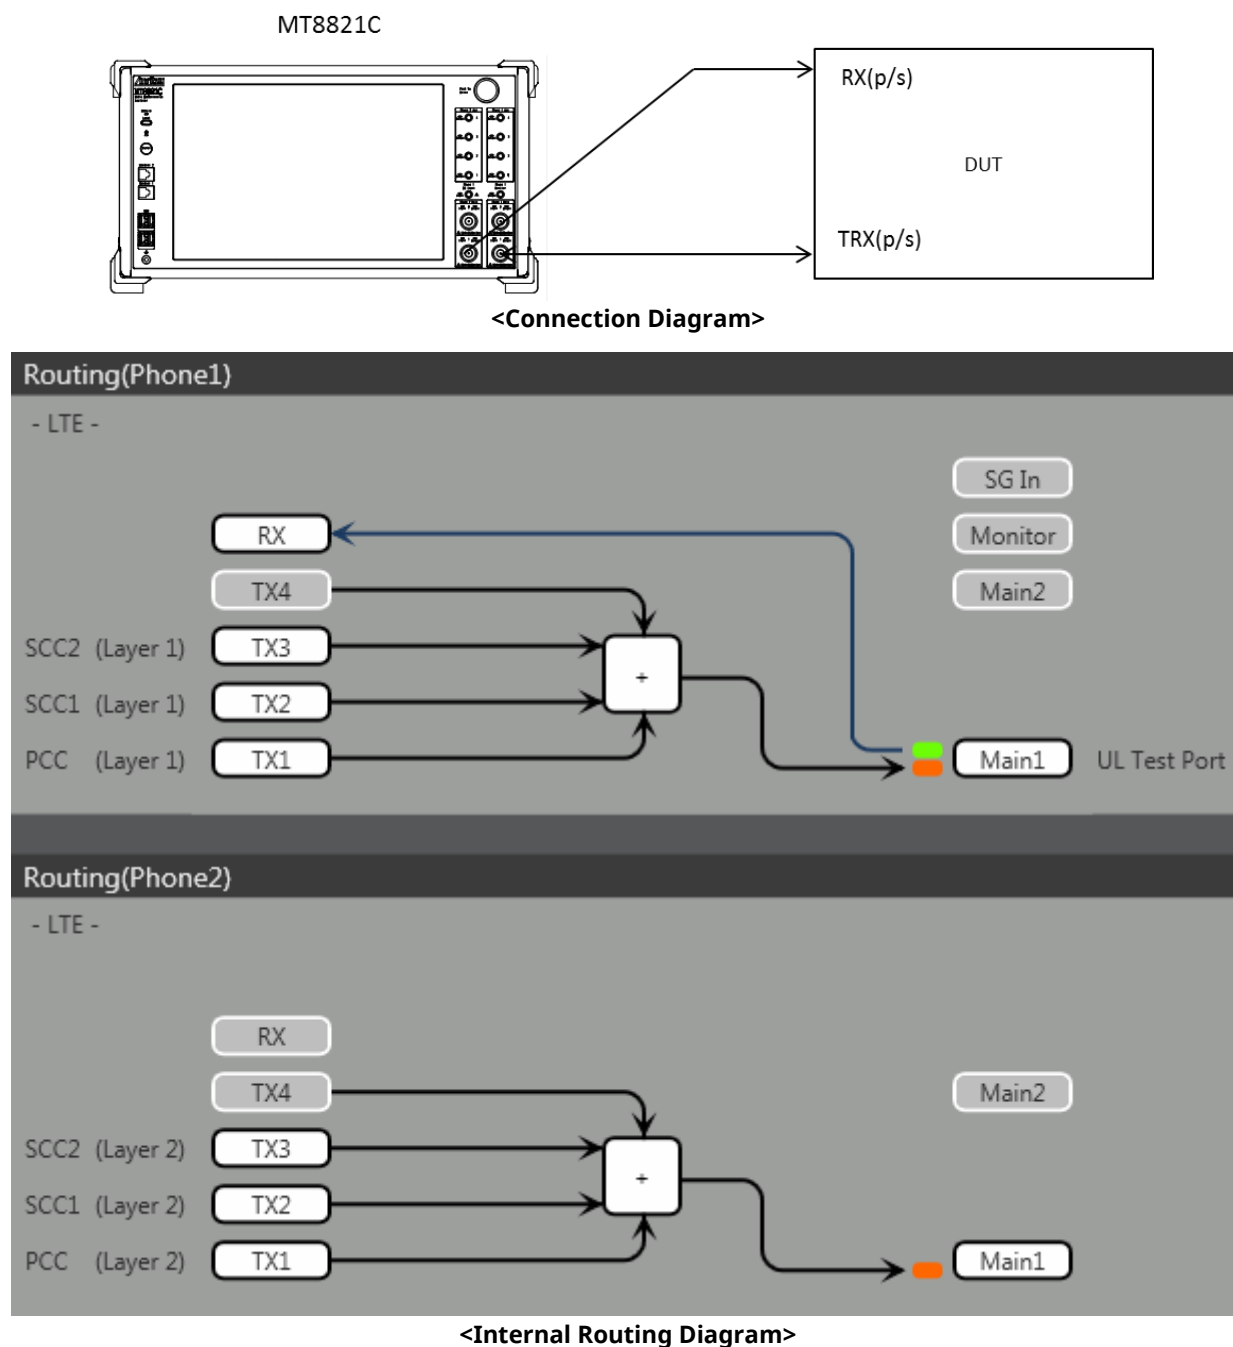 MT8821C
RX(p/s)
DUT
TRX(p/s)
<Connection Diagram>
Routing(Phone1)
- LTE -
SG In
RX
Monitor
TX4
Main2
SCC2 (Layer 1) TX3
+
SCC1 (Layer 1) TX2
PCC (Layer 1) TX1
Main1 UL Test Port
Routing(Phone2)
- LTE -
RX
TX4
Main2
SCC2 (Layer 2) TX3
+
SCC1 (Layer 2) TX2
PCC (Layer 2) TX1
Main1
<Internal Routing Diagram>